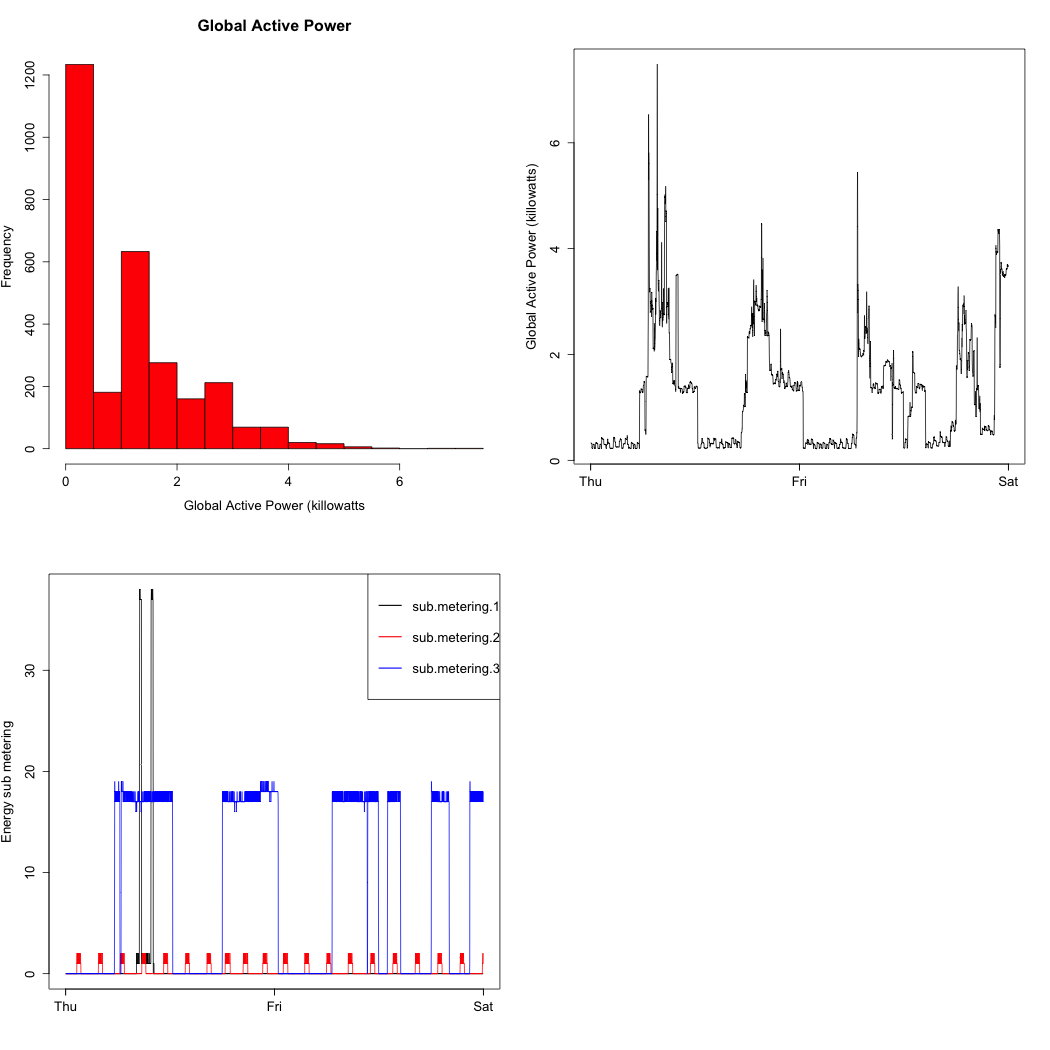 Global Active Power
Frequency
0 200 400 600 800 1000 1200
0 2 4 6
Global Active Power (killowatts
Global Active Power (killowatts)
0 2 4 6
Thu Fri Sat
Energy sub metering
0 10 20 30
sub.metering.1
sub.metering.2
sub.metering.3
Thu Fri Sat